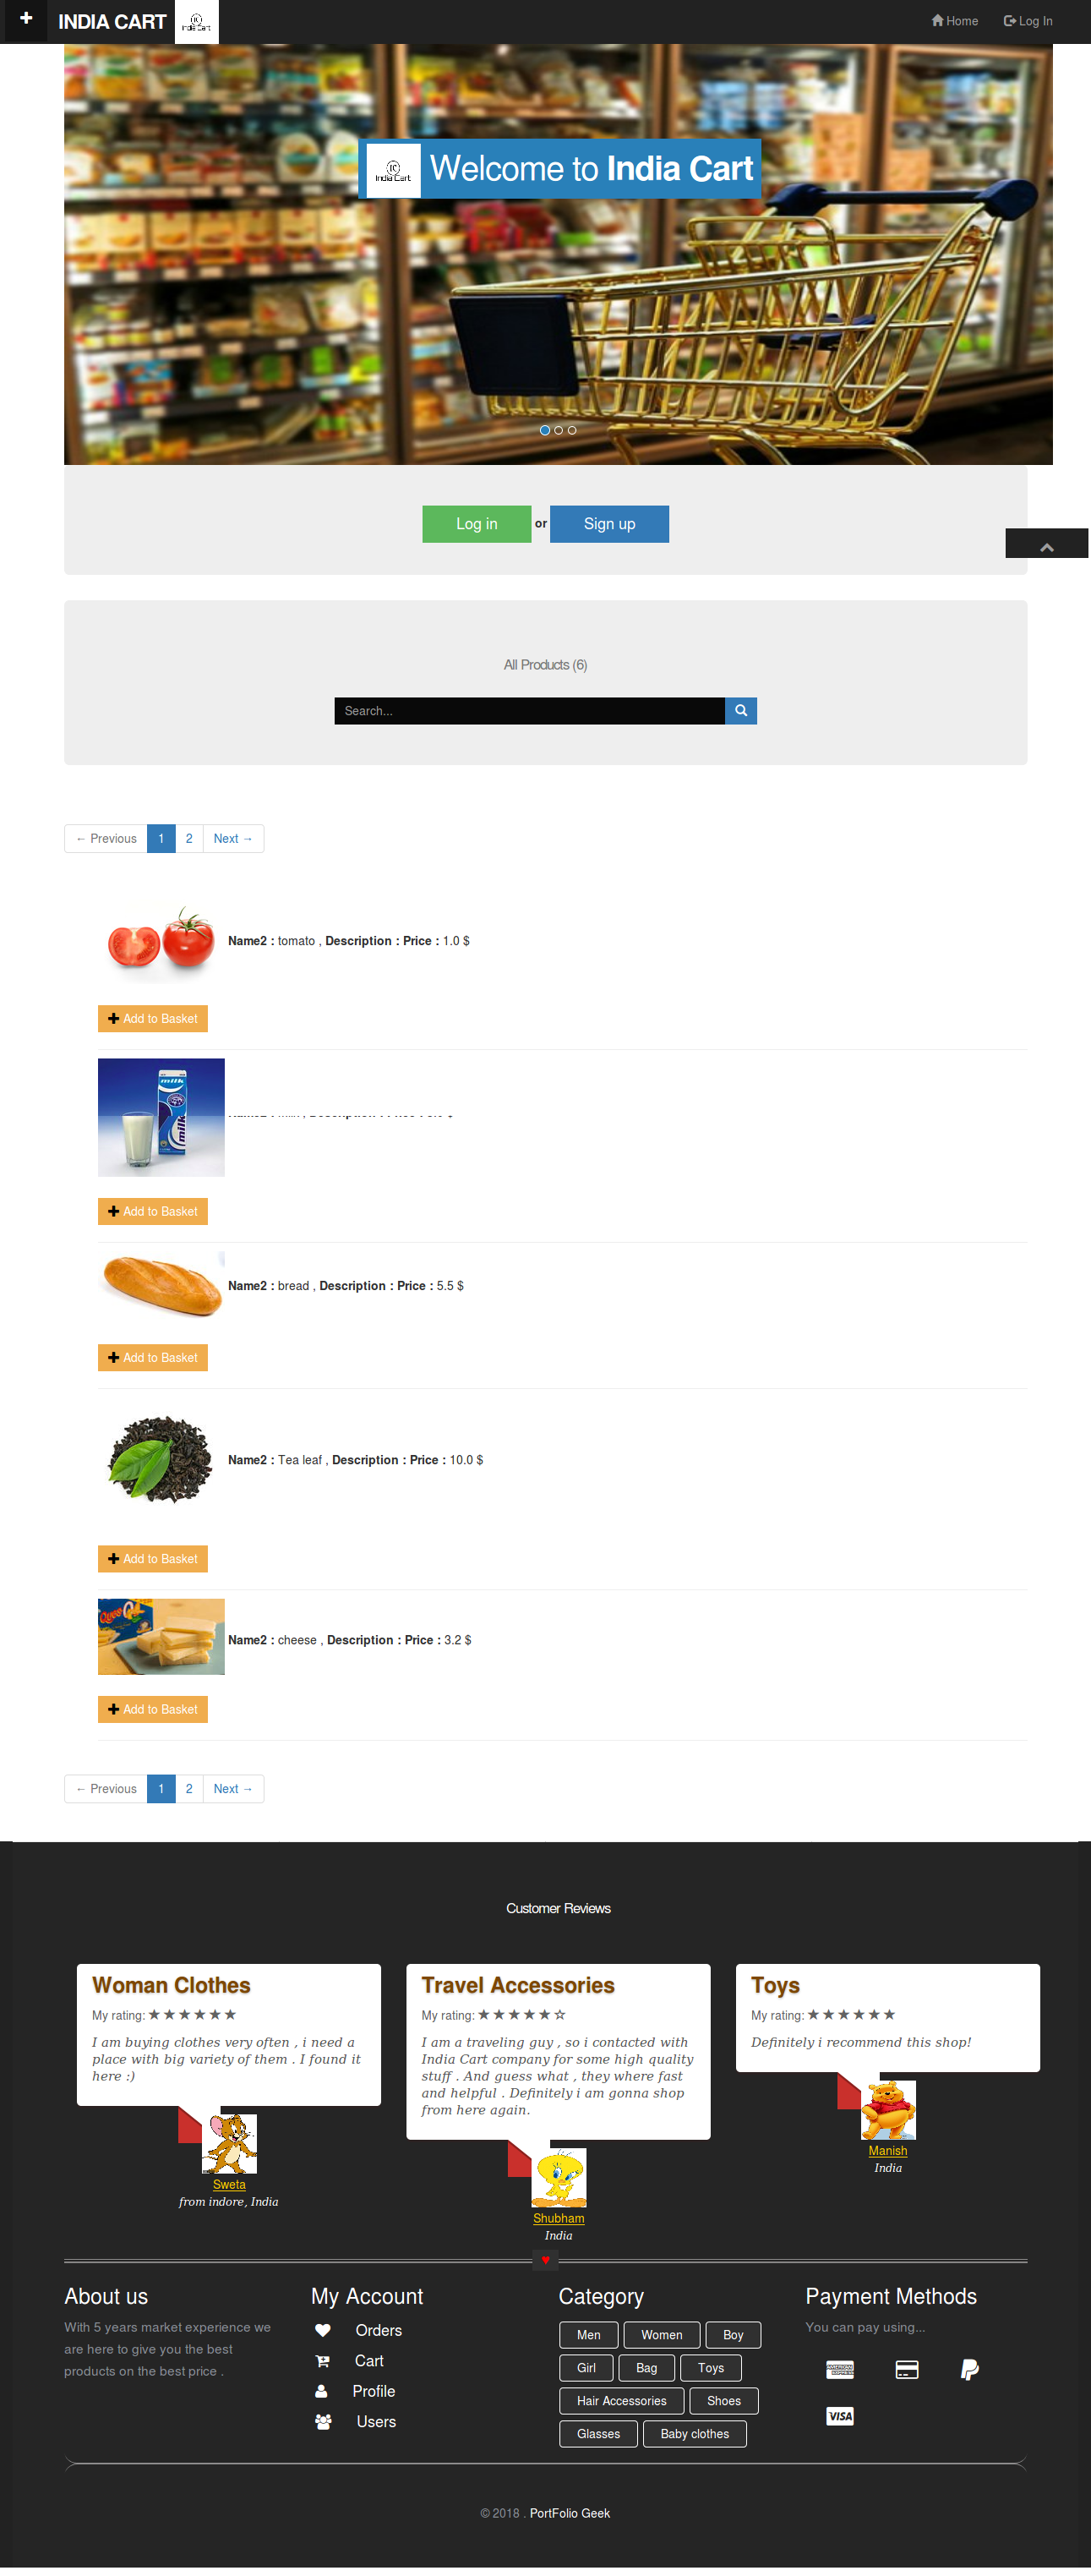 INDIA CART
India Cart
Home
Log In
India Cart
Welcome to India Cart
Log in or Sign up
All Products (6)
Search...
← Previous 1 2 Next →
Name2 : tomato , Description : Price : 1.0 $
Add to Basket
milk
milk
Add to Basket
Name2 : bread , Description : Price : 5.5 $
Add to Basket
Name2 : Tea leaf , Description : Price : 10.0 $
Add to Basket
Name2 : cheese , Description : Price : 3.2 $
Add to Basket
← Previous 1 2 Next →
Customer Reviews
Woman Clothes
My rating: ★ ★ ★ ★ ★ ★
I am buying clothes very often , i need a
place with big variety of them . I found it
here :)
Sweta
from indore, India
Travel Accessories
My rating: ★ ★ ★ ★ ★ ☆
I am a traveling guy , so i contacted with
India Cart company for some high quality
stuff . And guess what , they where fast
and helpful . Definitely i am gonna shop
from here again.
Shubham
India
Toys
My rating: ★ ★ ★ ★ ★ ★
Definitely i recommend this shop!
Manish
India
About us
With 5 years market experience we
are here to give you the best
products on the best price .
My Account
Orders
Cart
Profile
Users
Category
Men Women Boy
Girl Bag Toys
Hair Accessories Shoes
Glasses Baby clothes
Payment Methods
You can pay using...
AMERICAN EXPRESS
VISA
© 2018 . PortFolio Geek